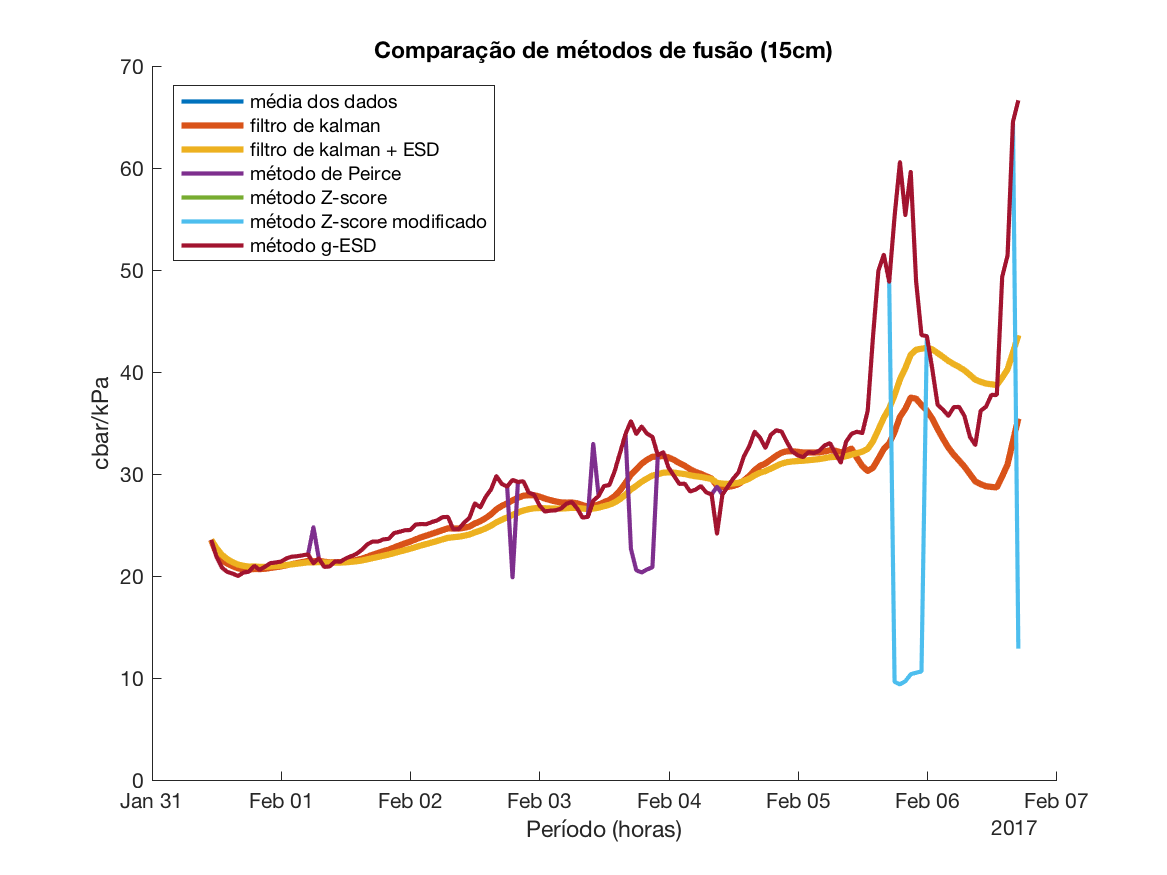 Comparação de métodos de fusão (15cm)
média dos dados
filtro de kalman
filtro de kalman + ESD
método de Peirce
método Z-score
método Z-score modificado
método g-ESD
cbar/kPa
70
60
50
40
30
20
10
0
Jan 31 Feb 01 Feb 02 Feb 03 Feb 04 Feb 05 Feb 06 Feb 07
Período (horas)
2017